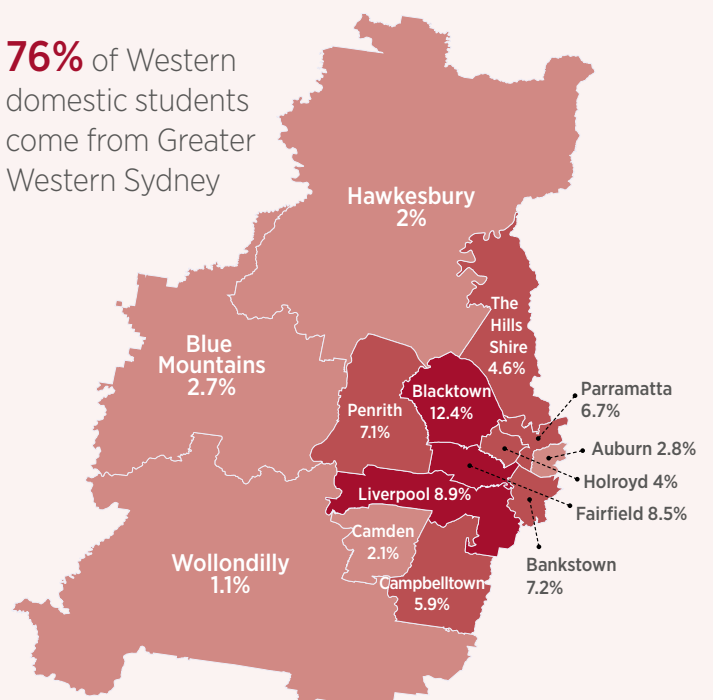 76% of Western
domestic students
come from Greater
Western Sydney
Hawkesbury
2%
The
Hills
Shire
4.6%
Blue
Mountains
2.7%
Penrith
7.1%
Blacktown
12.4%
Parramatta
6.7%
Auburn 2.8%
Holroyd 4%
Fairfield 8.5%
Liverpool 8.9%
Camden
2.1%
Wollondilly
1.1%
Campbelltown
5.9%
Bankstown
7.2%